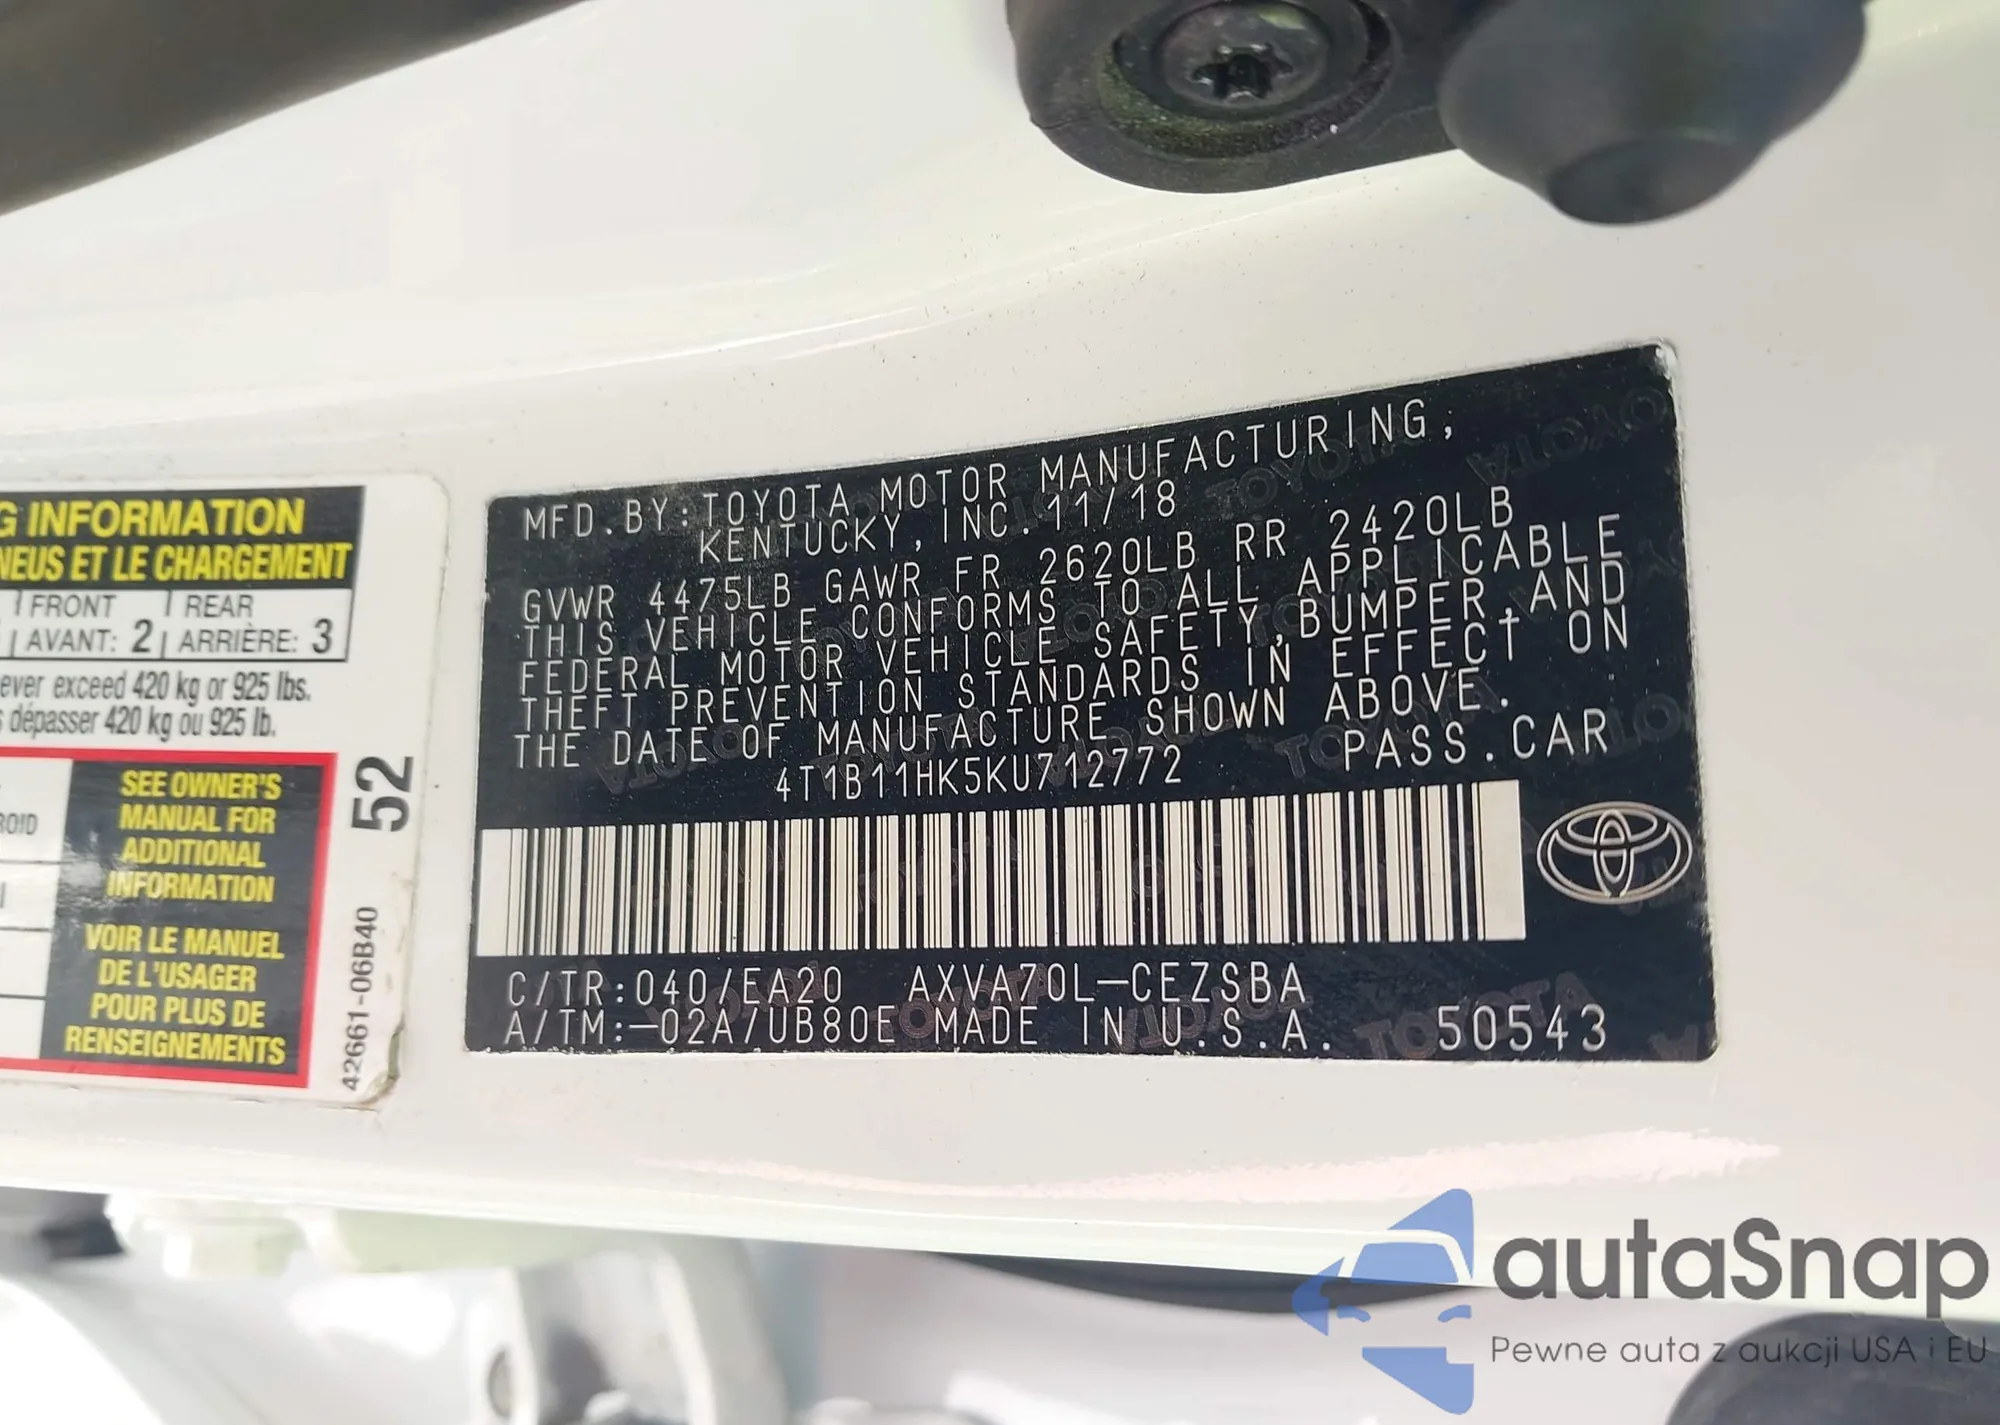 G INFORMATION
NEUS ET LE CHARGEMENT
FRONT REAR
AVANT: 2 ARRIÈRE: 3
ever exceed 420 kg or 925 lbs.
dépasser 420 kg ou 925 lb.
SEE OWNER'S
MANUAL FOR
ADDITIONAL
INFORMATION
VOIR LE MANUEL
DE L'USAGER
POUR PLUS DE
RENSEIGNEMENTS
ROID
52
42661-06B40
MFD.BY:TOYOTA MOTOR MANUFACTURING,
KENTUCKY,INC.11/18
GVWR 4475LB GAWR FR 2620LB RR 2420LB
THIS VEHICLE CONFORMS TO ALL APPLICABLE
FEDERAL MOTOR VEHICLE SAFETY,BUMPER,AND
THEFT PREVENTION STANDARDS IN EFFECT ON
THE DATE OF MANUFACTURE SHOWN ABOVE.
4T1B11HK5KU712772 PASS.CAR
C/TR:040/EA20 AXVA70L-CEZSBA
A/TM:-02A/UB80E MADE IN U.S.A. 50543
autaSnap
Pewne auta z aukcji USA i EU